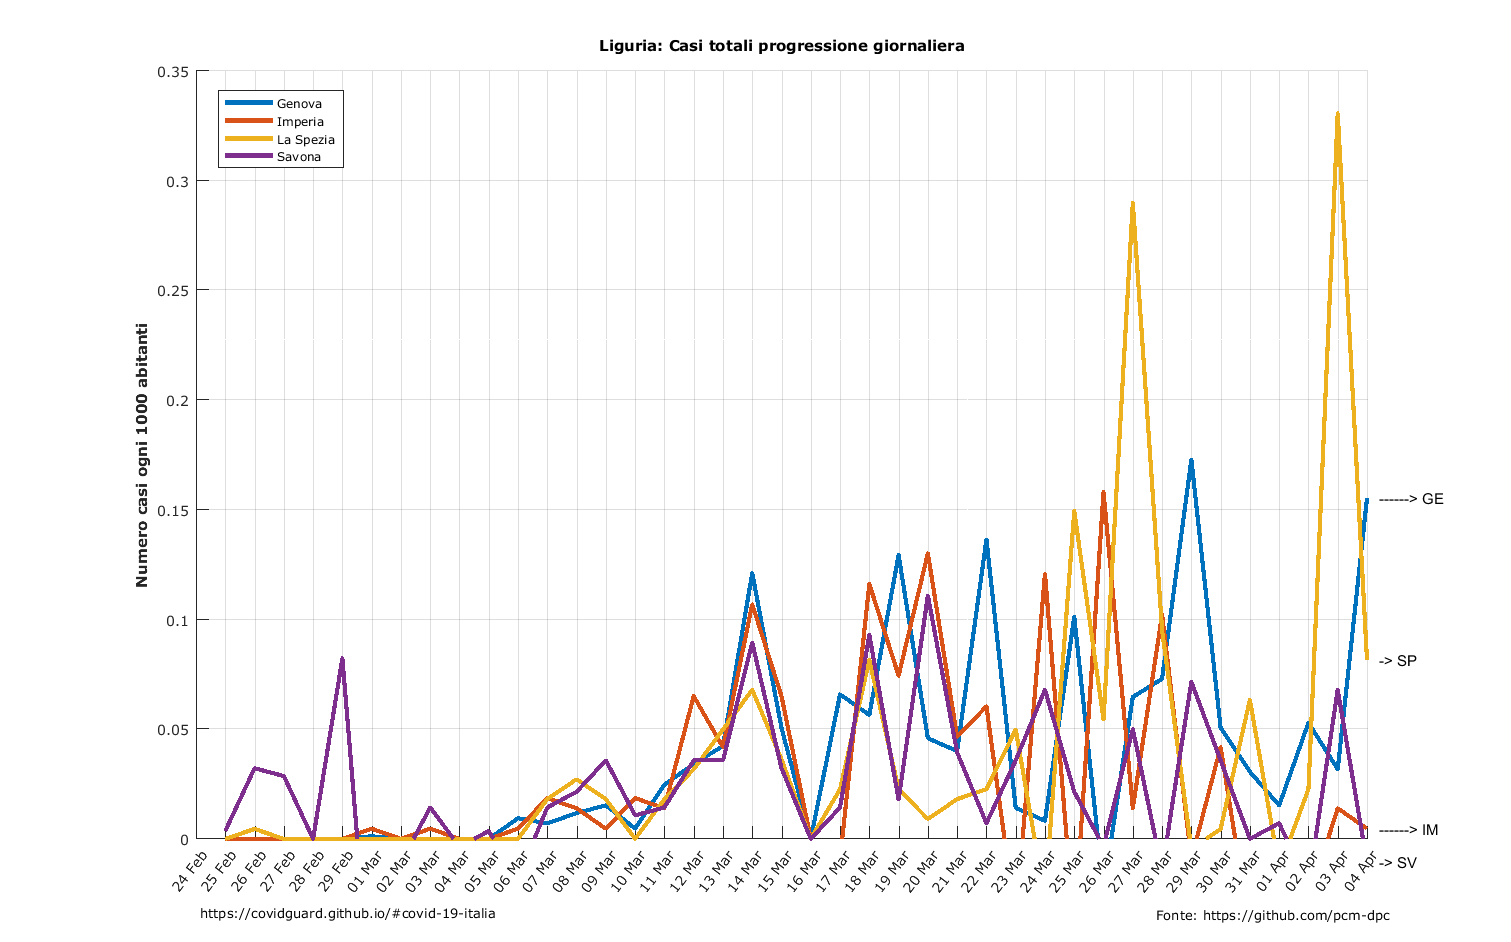 Liguria: Casi totali progressione giornaliera
Numero casi ogni 1000 abitanti
0.35
0.3
0.25
0.2
0.15
0.1
0.05
0
Genova
Imperia
La Spezia
Savona
------> GE
-> SP
------> IM
-> SV
24 Feb
25 Feb
26 Feb
27 Feb
28 Feb
29 Feb
01 Mar
02 Mar
03 Mar
04 Mar
05 Mar
06 Mar
07 Mar
08 Mar
09 Mar
10 Mar
11 Mar
12 Mar
13 Mar
14 Mar
15 Mar
16 Mar
17 Mar
18 Mar
19 Mar
20 Mar
21 Mar
22 Mar
23 Mar
24 Mar
25 Mar
26 Mar
27 Mar
28 Mar
29 Mar
30 Mar
31 Mar
01 Apr
02 Apr
03 Apr
04 Apr
https://covidguard.github.io/#covid-19-italia
Fonte: https://github.com/pcm-dpc